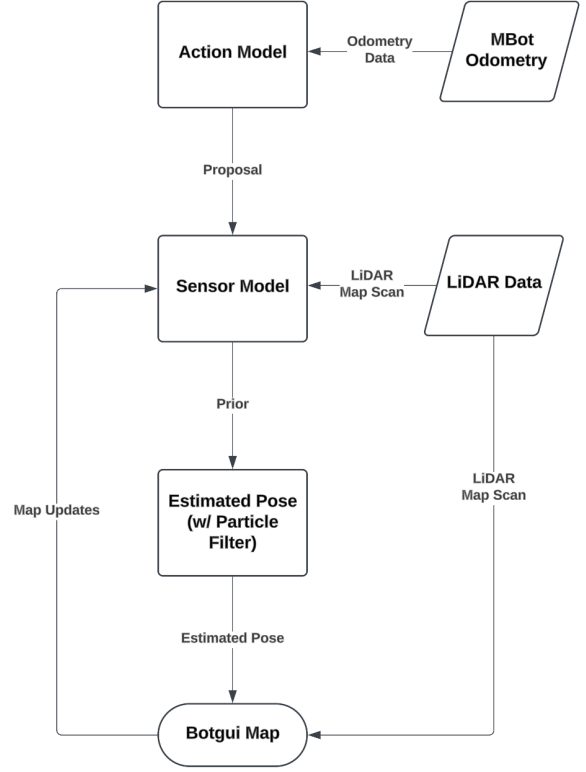 Action Model
Odometry
Data
MBot
Odometry
Proposal
Sensor Model
LiDAR
Map Scan
LiDAR Data
Prior
Estimated Pose
(w/ Particle
Filter)
LiDAR
Map Scan
Map Updates
Estimated Pose
Botgui Map